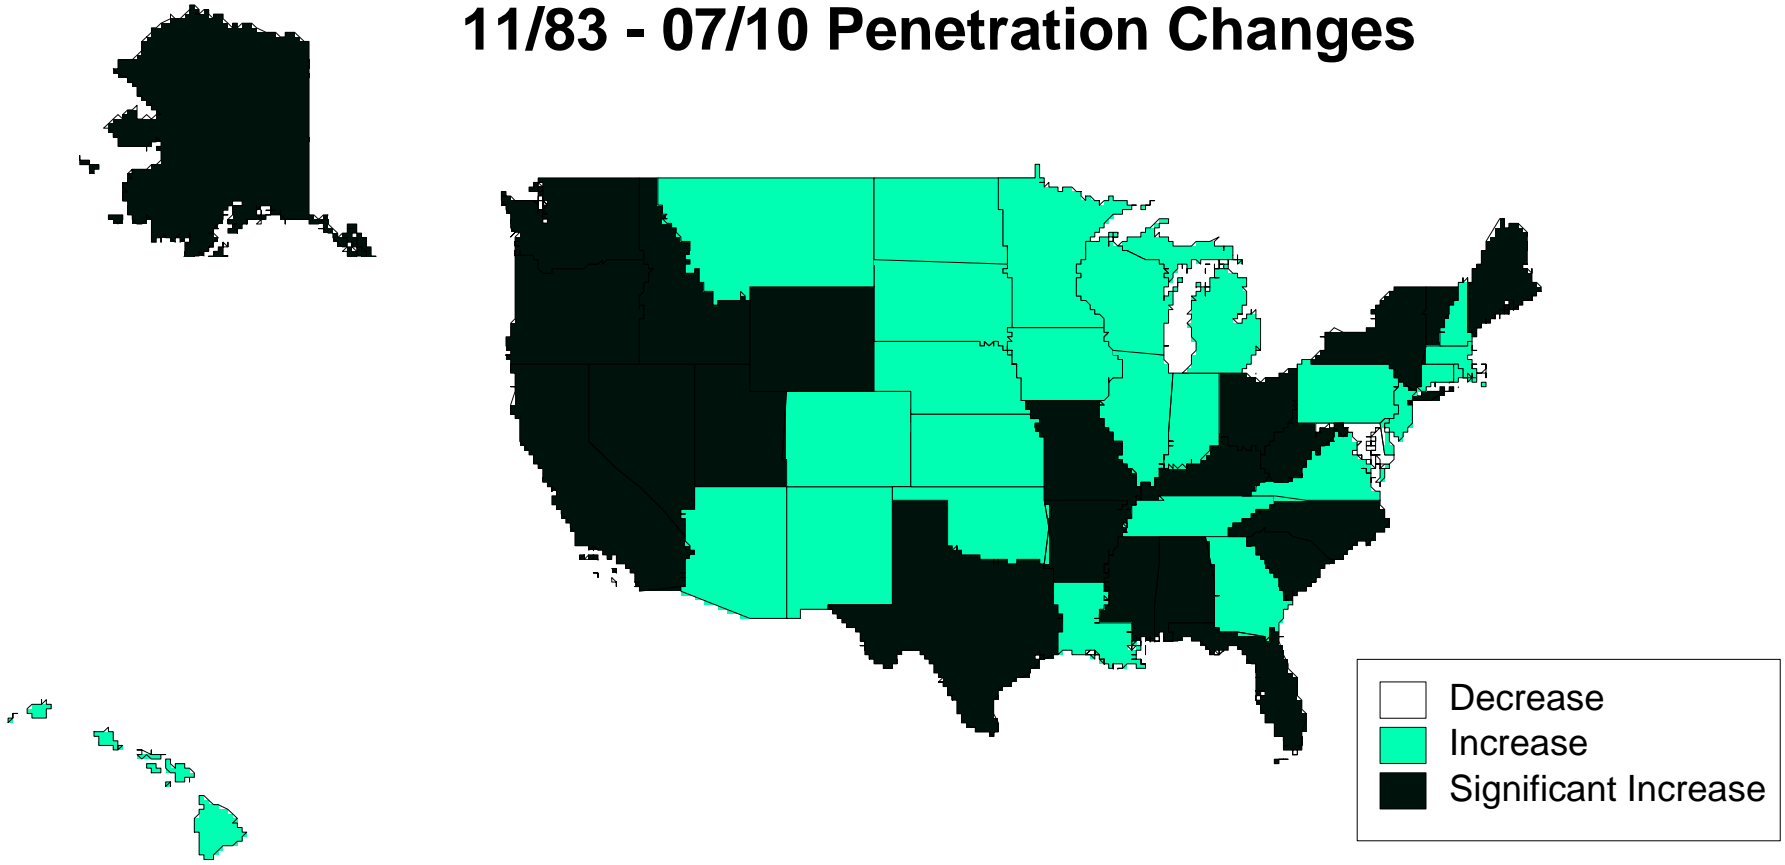 11/83 - 07/10 Penetration Changes
Decrease
Increase
Significant Increase